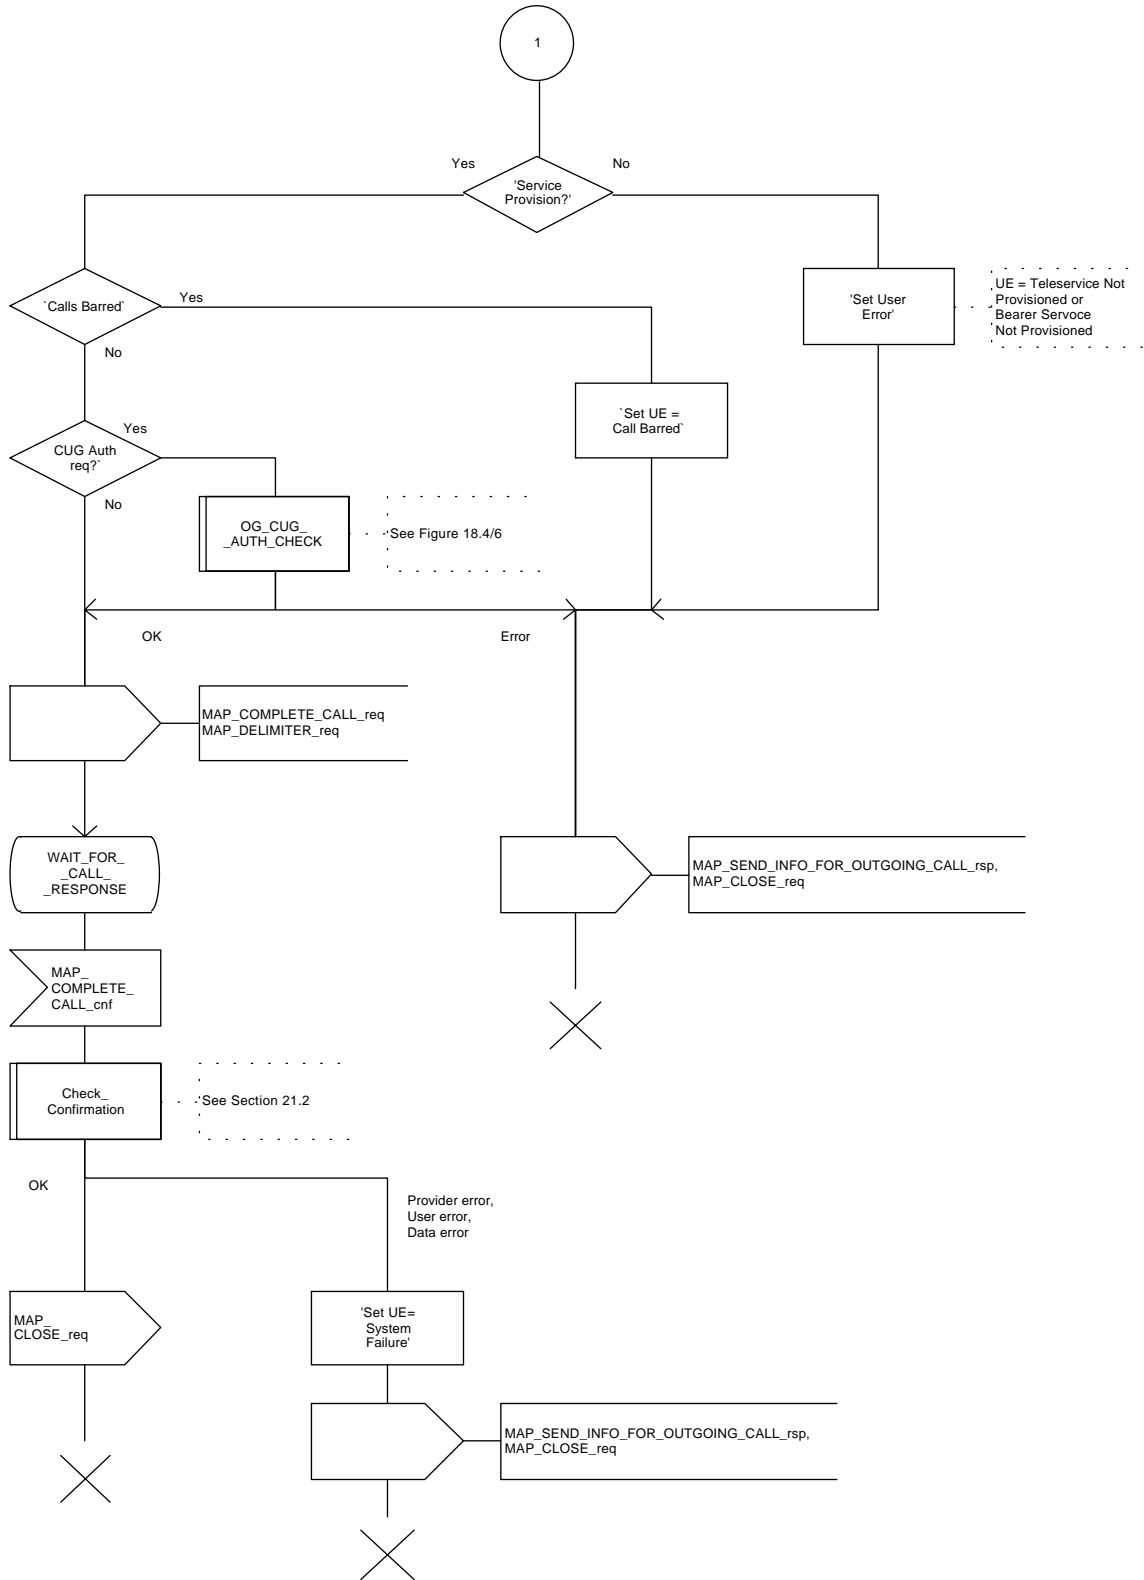 1
Yes
No
'Service
Provision?'
`Calls Barred`
Yes
'Set User
Error'
UE = Teleservice Not
Provisioned or
Bearer Servoce
Not Provisioned
No
`Set UE =
Call Barred`
Yes
CUG Auth
req?`
No
OG_CUG_
_AUTH_CHECK
See Figure 18.4/6
OK
Error
MAP_COMPLETE_CALL_req
MAP_DELIMITER_req
WAIT_FOR_
_CALL_
_RESPONSE
MAP_SEND_INFO_FOR_OUTGOING_CALL_rsp,
MAP_CLOSE_req
MAP_
COMPLETE_
CALL_cnf
Check_
Confirmation
See Section 21.2
OK
Provider error,
User error,
Data error
MAP_
CLOSE_req
'Set UE=
System
Failure'
MAP_SEND_INFO_FOR_OUTGOING_CALL_rsp,
MAP_CLOSE_req